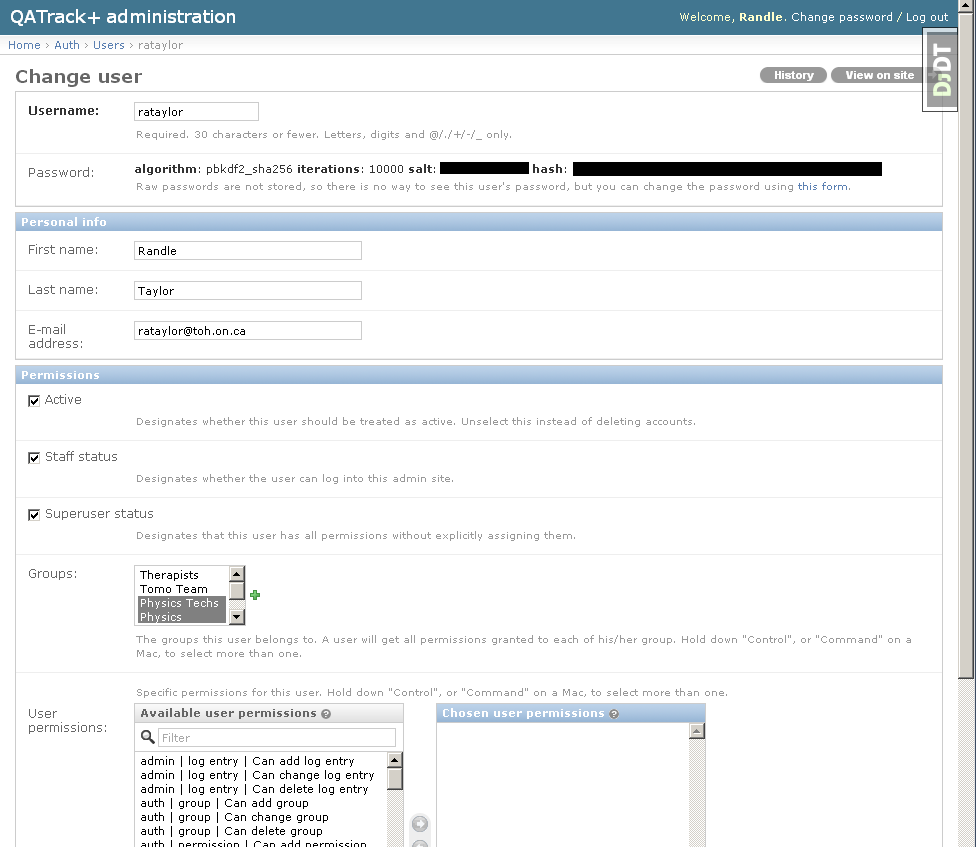 QATrack+ administration
Welcome, Randle. Change password / Log out
Home › Auth › Users › rataylor
DJDT
Change user
History
View on site
Username:
rataylor
Required. 30 characters or fewer. Letters, digits and @/./+/-/_ only.
Password:
algorithm: pbkdf2_sha256 iterations: 10000 salt: hash:
Raw passwords are not stored, so there is no way to see this user's password, but you can change the password using this form.
Personal info
First name:
Randle
Last name:
Taylor
E-mail
address:
rataylor@toh.on.ca
Permissions
Active
Designates whether this user should be treated as active. Unselect this instead of deleting accounts.
Staff status
Designates whether the user can log into this admin site.
Superuser status
Designates that this user has all permissions without explicitly assigning them.
Groups:
Therapists
Tomo Team
Physics Techs
Physics
The groups this user belongs to. A user will get all permissions granted to each of his/her group. Hold down "Control", or "Command" on a
Mac, to select more than one.
Specific permissions for this user. Hold down "Control", or "Command" on a Mac, to select more than one.
User
permissions:
Available user permissions ?
Filter
admin | log entry | Can add log entry
admin | log entry | Can change log entry
admin | log entry | Can delete log entry
auth | group | Can add group
auth | group | Can change group
auth | group | Can delete group
auth | permission | Can add permission
Chosen user permissions ?